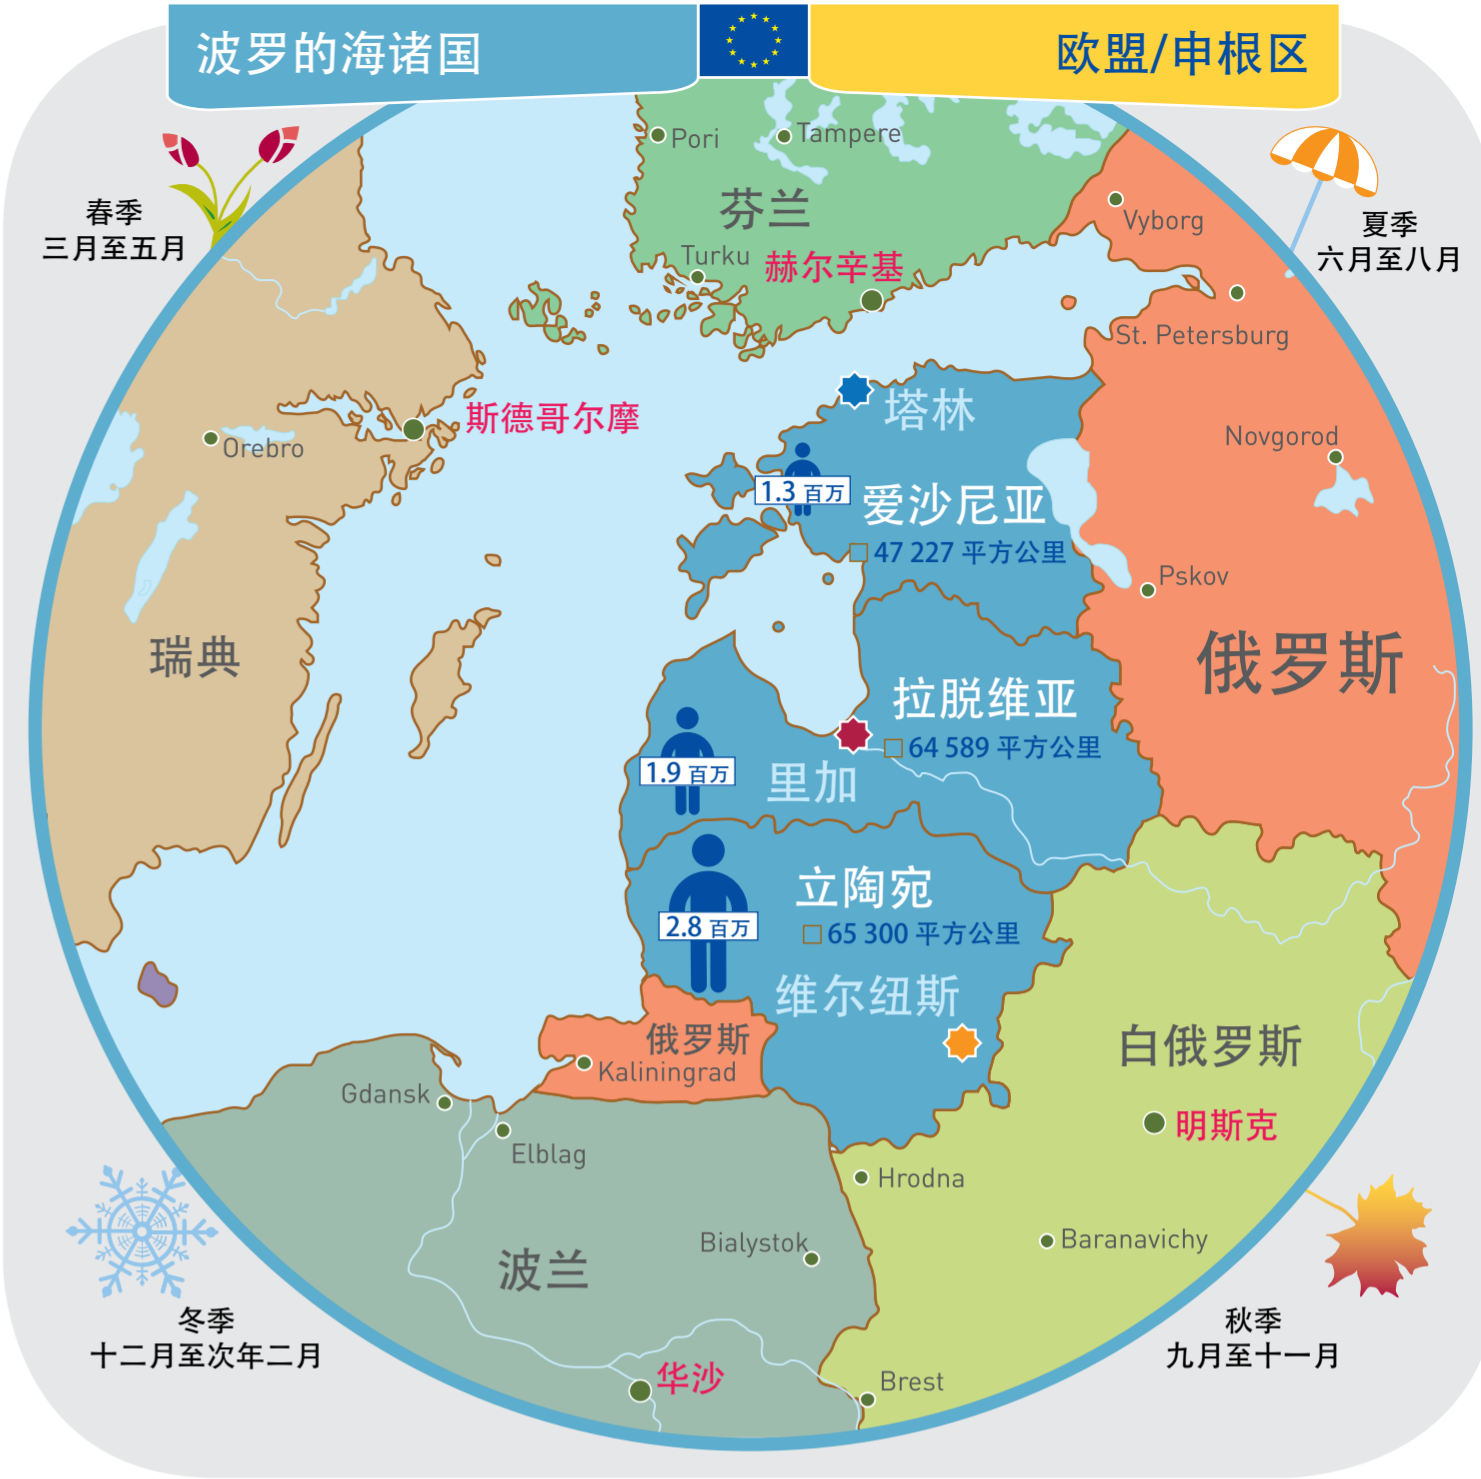 波罗的海诸国
欧盟/申根区
Pori
Tampere
春季
三月至五月
芬兰
Vyborg
夏季
六月至八月
Turku
赫尔辛基
St. Petersburg
塔林
斯德哥尔摩
Orebro
Novgorod
1.3 百万
爱沙尼亚
47 227 平方公里
Pskov
瑞典
俄罗斯
拉脱维亚
64 589 平方公里
1.9 百万
里加
立陶宛
2.8 百万
65 300 平方公里
维尔纽斯
俄罗斯
Kaliningrad
白俄罗斯
Gdansk
明斯克
Elblag
Hrodna
Bialystok
Baranavichy
波兰
冬季
十二月至次年二月
秋季
九月至十一月
华沙
Brest